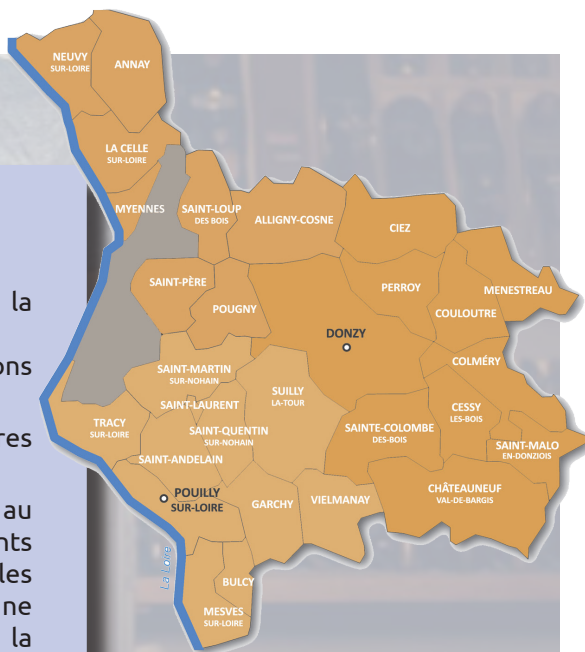 NEUVY
SUR-LOIRE
ANNAY
LA CELLE
SUR-LOIRE
MYENNES
SAINT-LOUP
DES BOIS
ALLIGNY-COSNE
CIEZ
SAINT-PÈRE
POUGNY
PERROY
MENESTREAU
COULOUTRE
DONZY
COLMÉRY
SAINT-MARTIN
SUR-NOHAIN
SUILLY
LA-TOUR
CESSY
LES-BOIS
SAINT-LAURENT
TRACY
SUR-LOIRE
SAINT-QUENTIN
SUR-NOHAIN
SAINTE-COLOMBE
DES-BOIS
SAINT-MALO
EN-DONZIOIS
SAINT-ANDELAIN
CHÂTEAUNEUF
VAL-DE-BARGIS
POUILLY
SUR-LOIRE
GARCHY
VIELMANAY
La Loire
BULCY
MESVES
SUR-LOIRE
la
ons
res
au
nts
les
ne
la